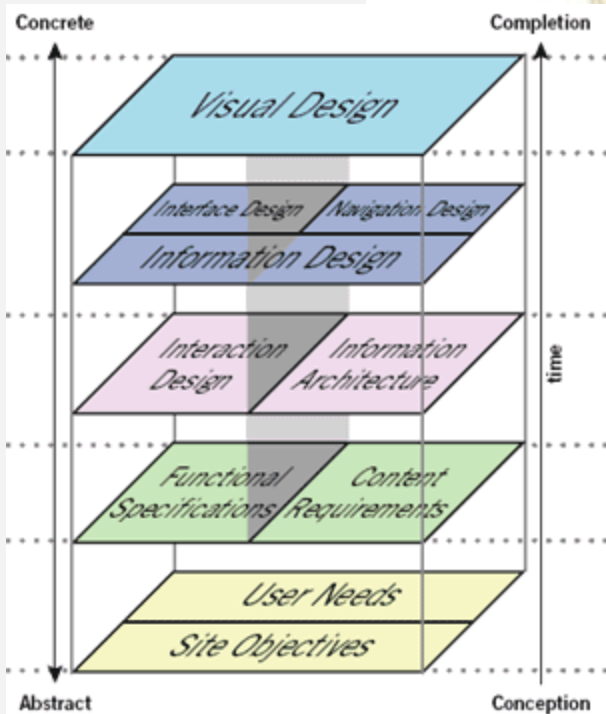 Concrete
Completion
Visual Design
Interface Design
Navigation Design
Information Design
Interaction
Design
Information
Architecture
time
Functional
Specifications
Content
Requirements
User Needs
Site Objectives
Abstract
Conception